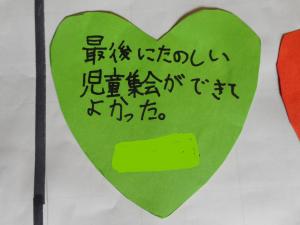 最後にたのしい
児童集会ができて
よかった。